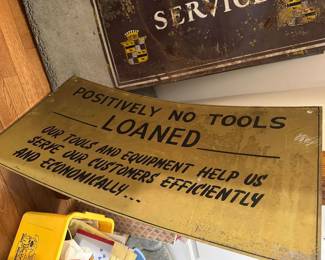 SERVICE
POSITIVELY NO TOOLS
LOANED
OUR TOOLS AND EQUIPMENT HELP US
SERVE OUR CUSTOMERS EFFICIENTLY
AND ECONOMICALLY...